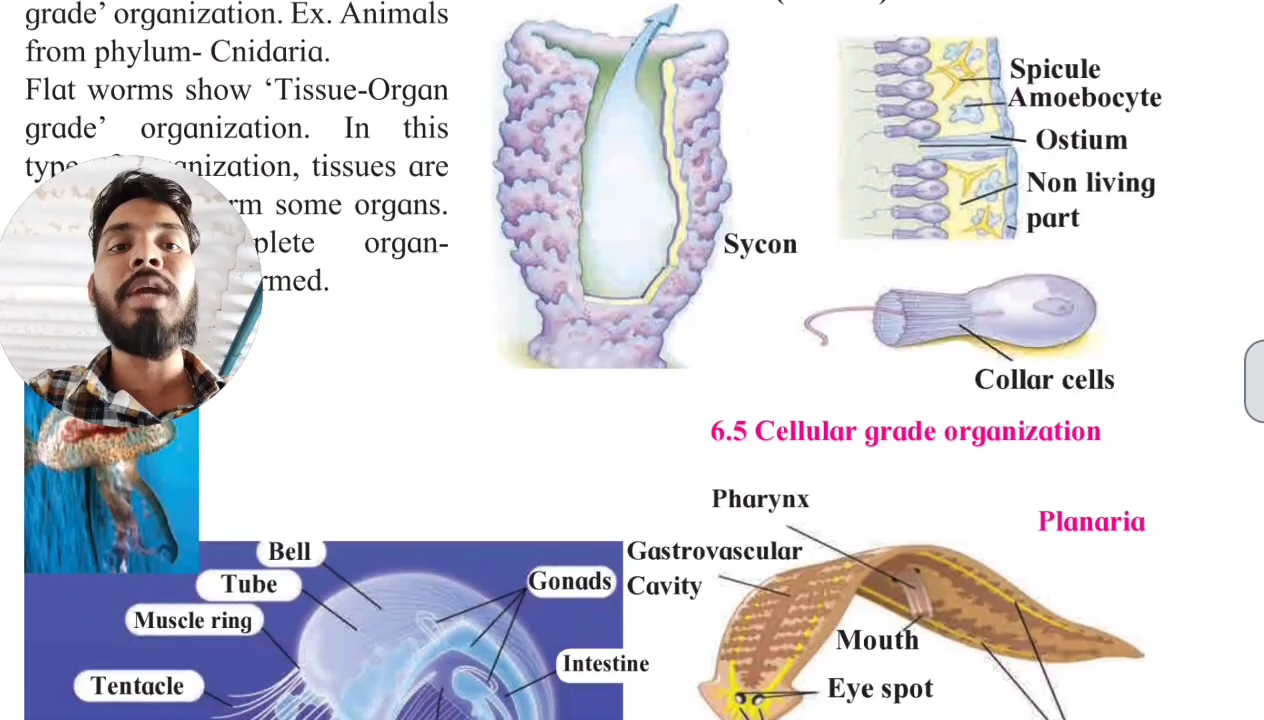 grade’ organization. Ex. Animals
from phylum- Cnidaria.
Flat worms show ‘Tissue-Organ
grade’ organization. In this
tissues are
some organs.
organ-
Sycon
Spicule
Amoebocyte
Ostium
Non living
part
Collar cells
6.5 Cellular grade organization
Bell
Tube
Muscle ring
Tentacle
Gonads
Intestine
Pharynx
Planaria
Gastrovascular
Cavity
Mouth
Eye spot